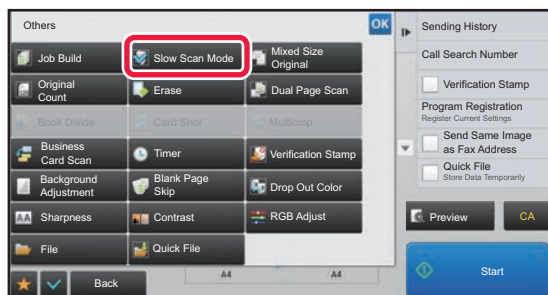 Others
OK
Job Build
Slow Scan Mode
Mixed Size
Original
Original
Count
Erase
Dual Page Scan
Book Divide
Card Shot
Multicrop
Business
Card Scan
Timer
Verification Stamp
Background
Adjustment
Blank Page
Skip
Drop Out Color
AA
Sharpness
Contrast
RGB Adjust
File
Quick File
Back
A4
A4
Sending History
Call Search Number
Verification Stamp
Program Registration
Register Current Settings
Send Same Image
as Fax Address
Quick File
Store Data Temporarily
Preview
CA
Start